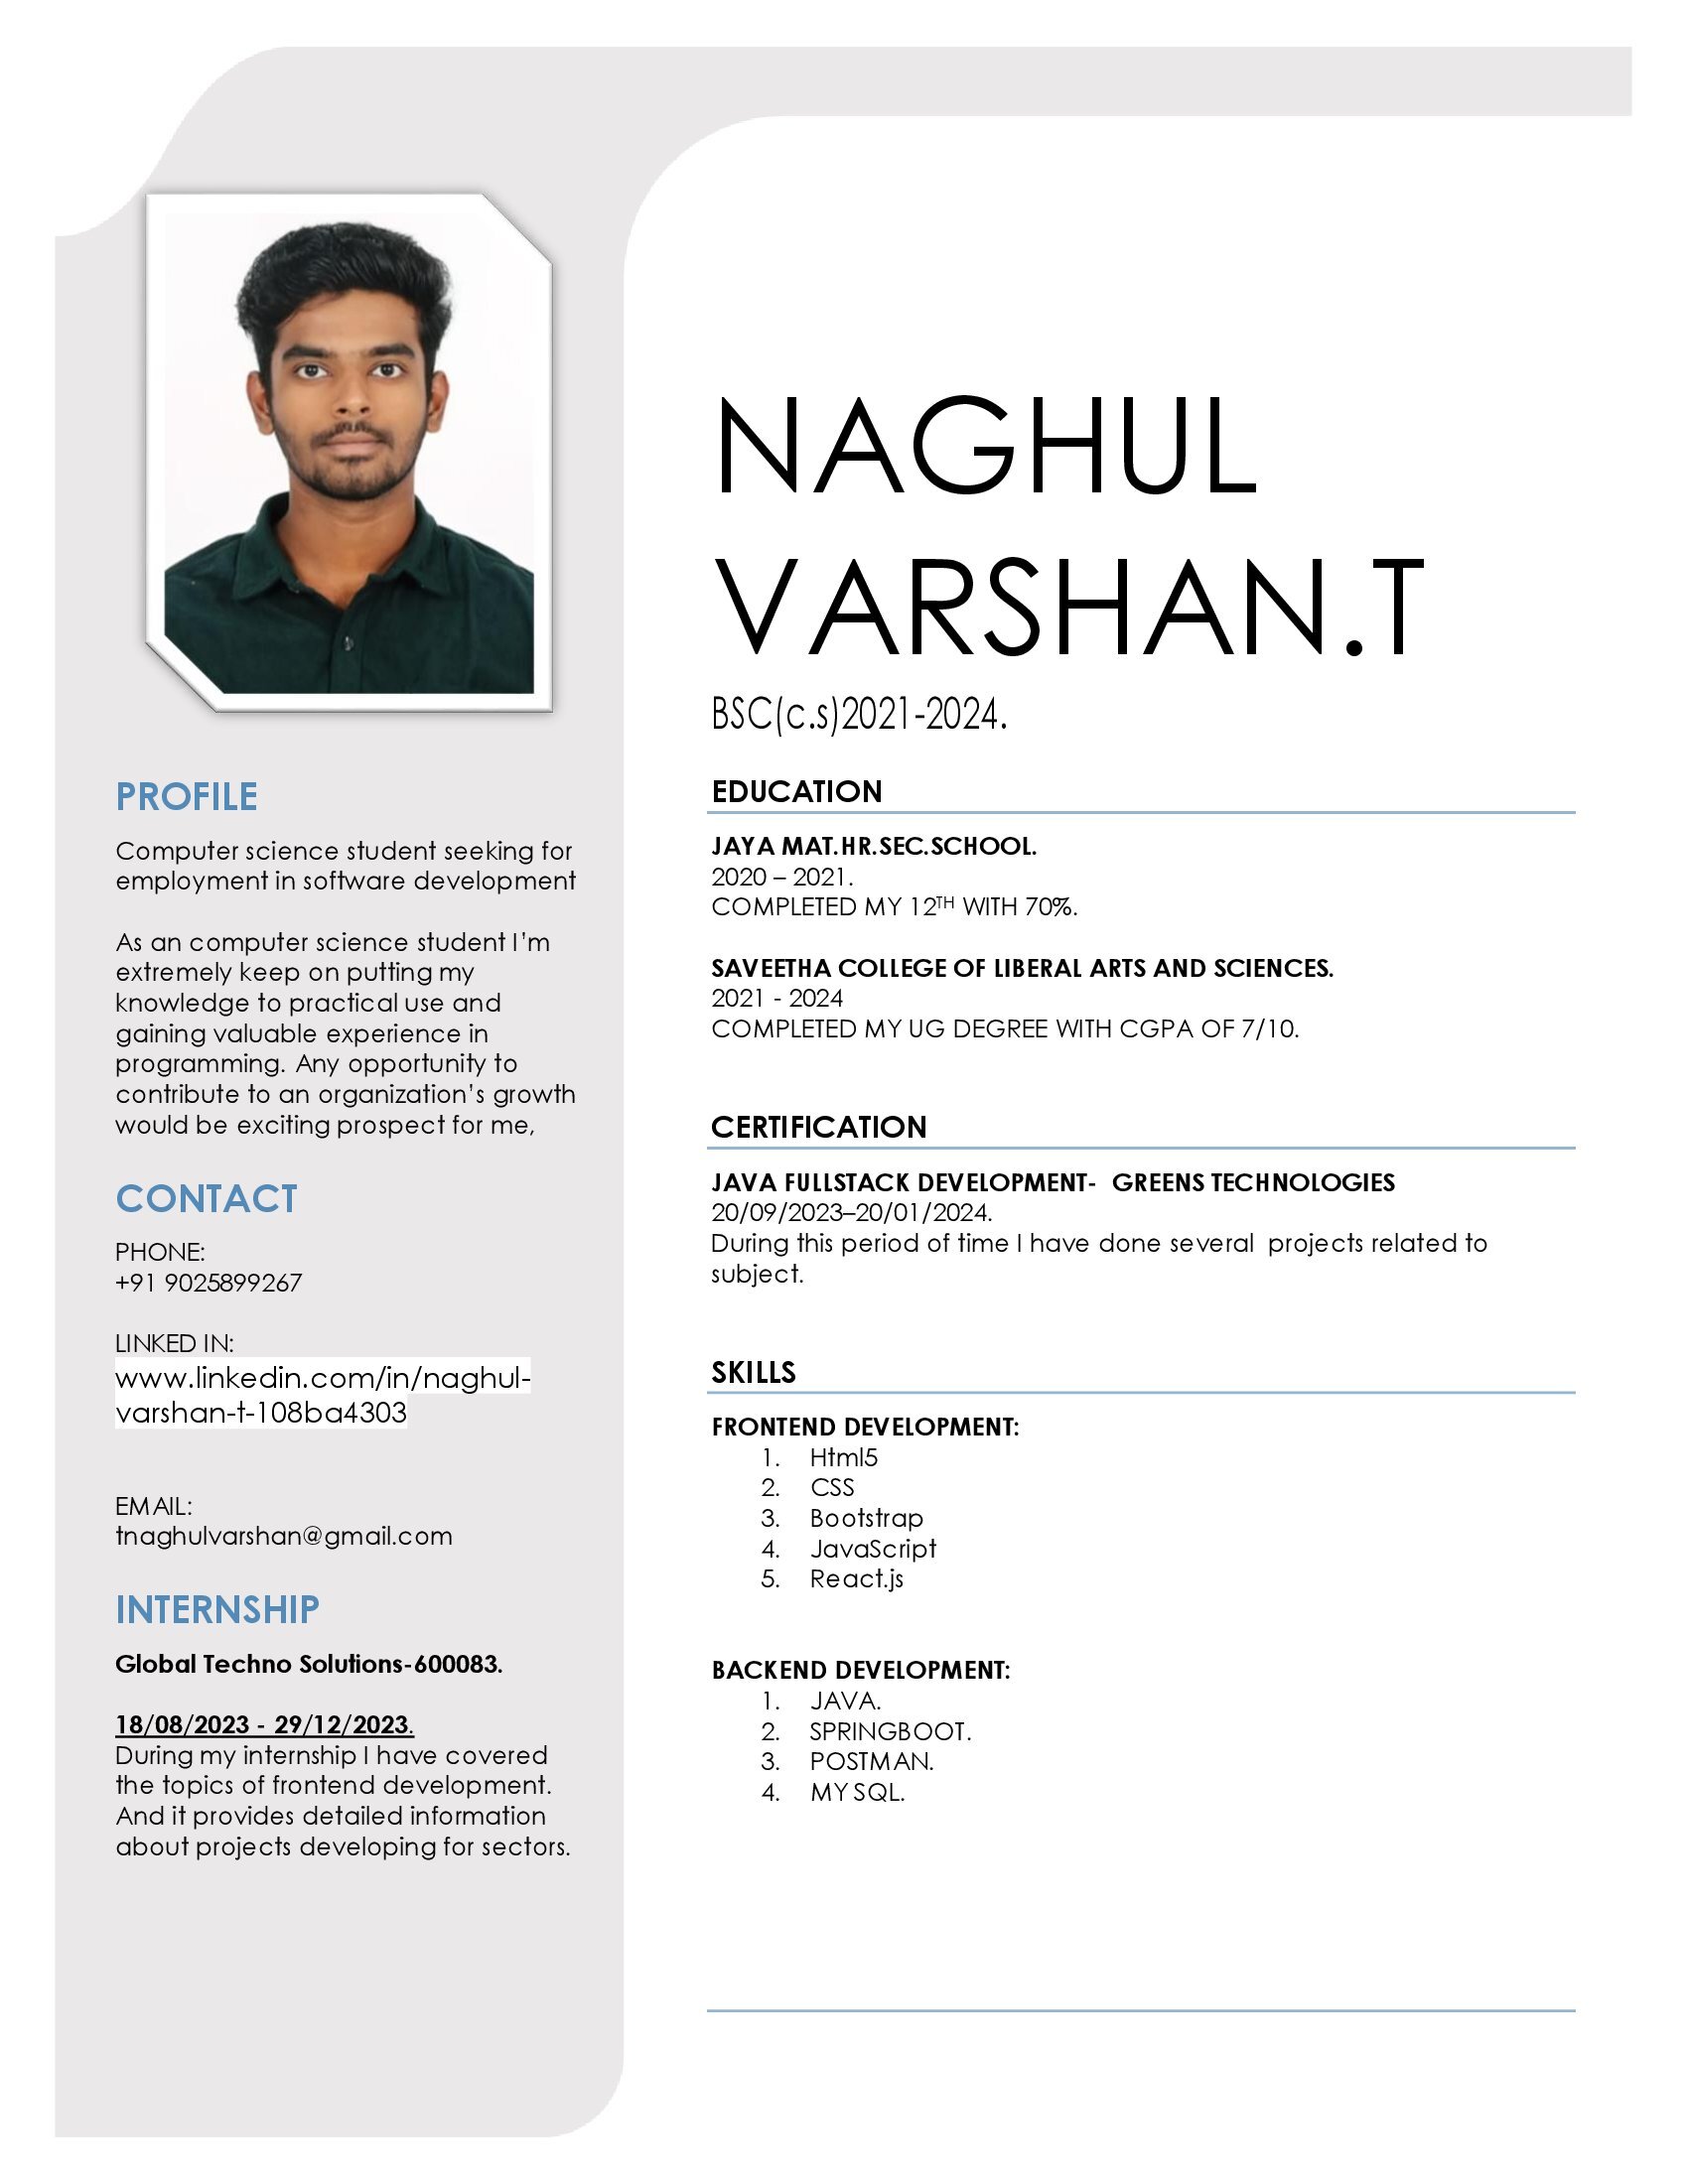 NAGHUL
VARSHAN.T
BSC(c.s)2021-2024.
PROFILE
Computer science student seeking for
employment in software development
As an computer science student I'm
extremely keep on putting my
knowledge to practical use and
gaining valuable experience in
programming. Any opportunity to
contribute to an organization's growth
would be exciting prospect for me,
CONTACT
PHONE:
+91 9025899267
LINKED IN:
www.linkedin.com/in/naghul-
varshan-t-108ba4303
EMAIL:
tnaghulvarshan@gmail.com
INTERNSHIP
Global Techno Solutions-600083.
18/08/2023 - 29/12/2023.
During my internship I have covered
the topics of frontend development.
And it provides detailed information
about projects developing for sectors.
EDUCATION
JAYA MAT.HR.SEC.SCHOOL.
2020 – 2021.
COMPLETED MY 12TH WITH 70%.
SAVEETHA COLLEGE OF LIBERAL ARTS AND SCIENCES.
2021 - 2024
COMPLETED MY UG DEGREE WITH CGPA OF 7/10.
CERTIFICATION
JAVA FULLSTACK DEVELOPMENT-  GREENS TECHNOLOGIES
20/09/2023–20/01/2024.
During this period of time I have done several  projects related to
subject.
SKILLS
FRONTEND DEVELOPMENT:
1. Html5
2. CSS
3. Bootstrap
4. JavaScript
5. React.js
BACKEND DEVELOPMENT:
1. JAVA.
2. SPRINGBOOT.
3. POSTMAN.
4. MYSQL.